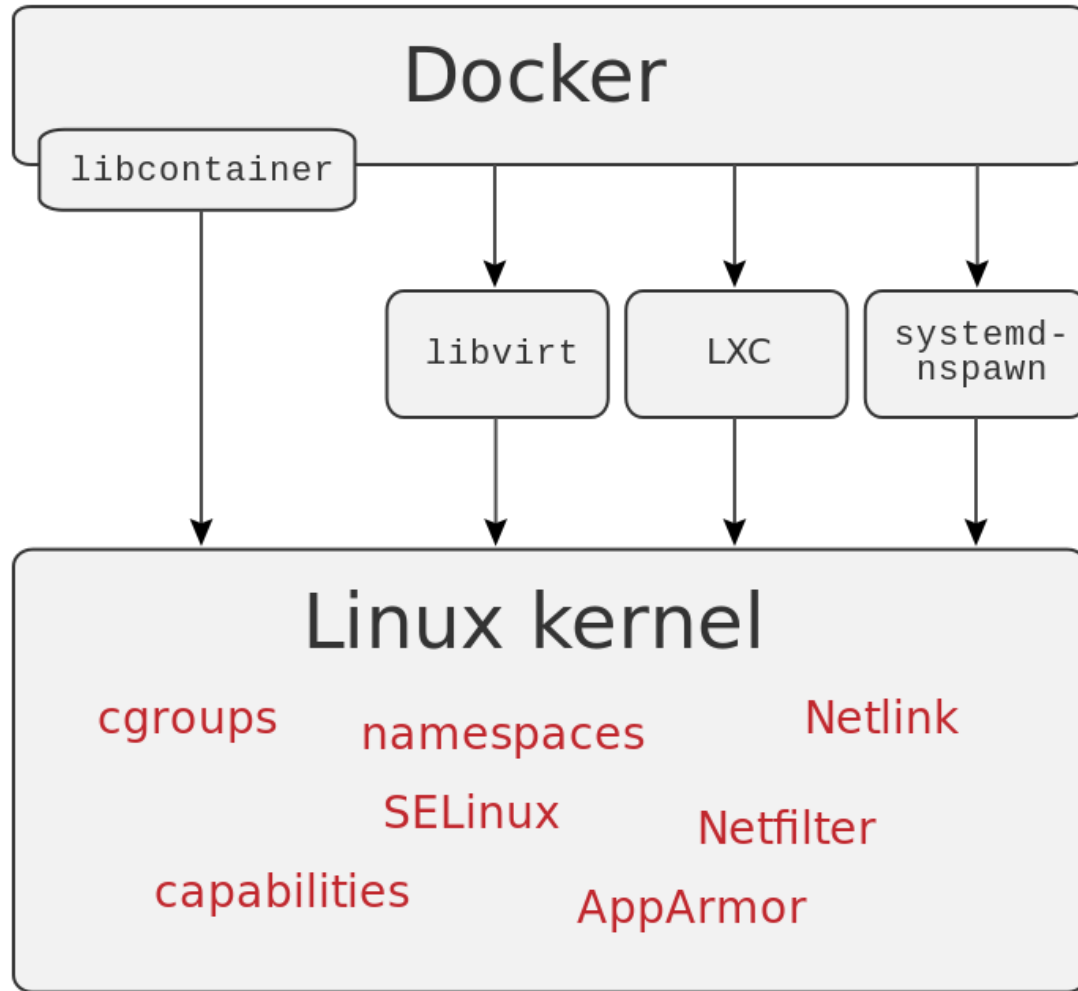 Docker
libcontainer
libvirt
LXC
systemd-
nspawn
Linux kernel
cgroups
namespaces
Netlink
SELinux
Netfilter
capabilities
AppArmor